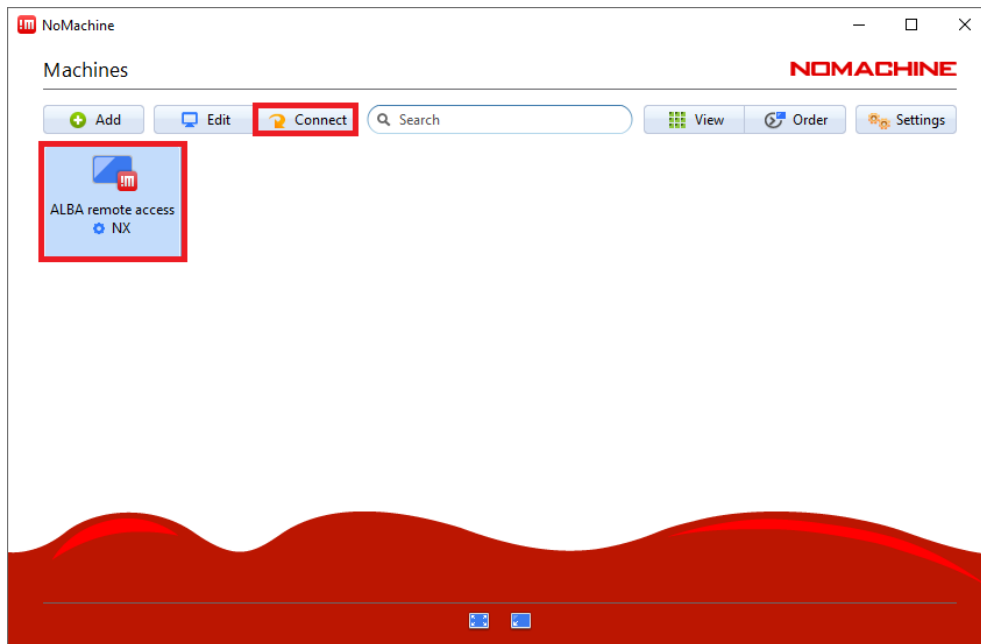 NoMachine
Machines
NOMACHINE
Add Edit Connect Search View Order Settings
ALBA remote access
NX